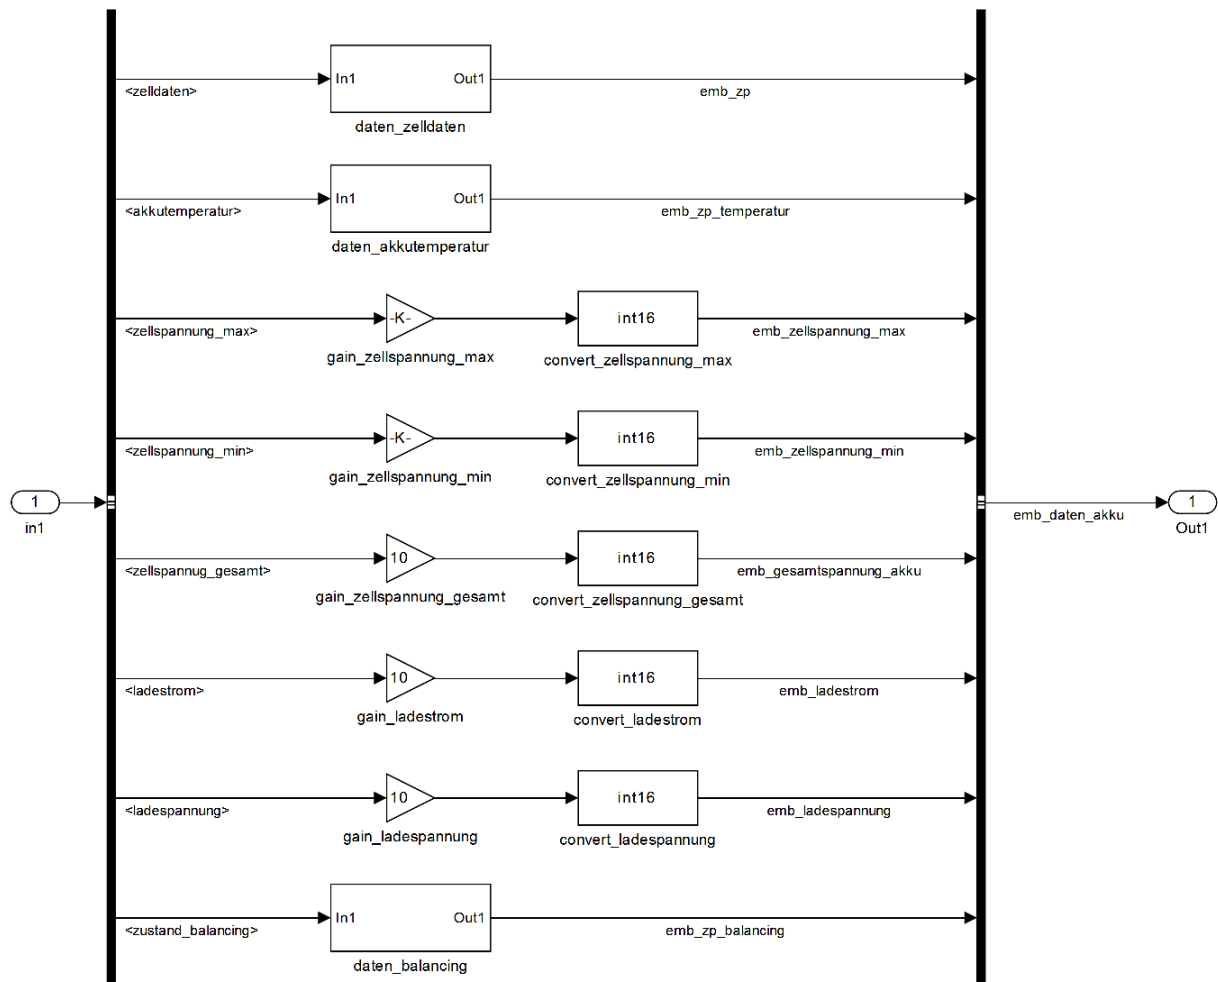 In1 Out1
<zelldaten> emb_zp
daten_zelldaten
In1 Out1
<akkutemperatur> emb_zp_temperatur
daten_akkutemperatur
-K- int16
<zellspannung_max> emb_zellspannung_max
gain_zellspannung_max convert_zellspannung_max
-K- int16
<zellspannung_min> emb_zellspannung_min
gain_zellspannung_min convert_zellspannung_min
1 1
in1 emb_daten_akku Out1
10 int16
<zellspannug_gesamt> emb_gesamtspannung_akku
gain_zellspannung_gesamt convert_zellspannung_gesamt
10 int16
<ladestrom> emb_ladestrom
gain_ladestrom convert_ladestrom
10 int16
<ladespannung> emb_ladespannung
gain_ladespannung convert_ladespannung
In1 Out1
<zustand_balancing> emb_zp_balancing
daten_balancing